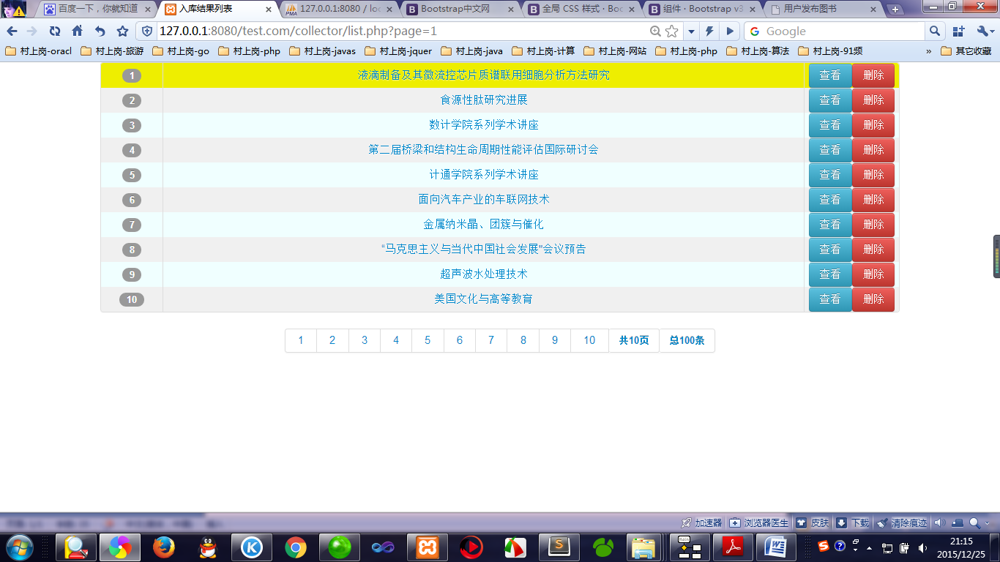 百度一下，你就知道
入库结果列表
127.0.0.1:8080 / loc
Bootstrap中文网
全局 CSS 样式 · Boo
组件 · Bootstrap v3
用户发布图书
127.0.0.1:8080/test.com/collector/list.php?page=1
Google
村上岗-oracl 村上岗-旅游 村上岗-go 村上岗-php 村上岗-javas 村上岗-jquer 村上岗-java 村上岗-计算 村上岗-网站 村上岗-php 村上岗-算法 村上岗-91频 » 其它收藏
1 液滴制备及其微流控芯片质谱联用细胞分析方法研究 查看 删除
2 食源性肽研究进展 查看 删除
3 数计学院系列学术讲座 查看 删除
4 第二届桥梁和结构生命周期性能评估国际研讨会 查看 删除
5 计通学院系列学术讲座 查看 删除
6 面向汽车产业的车联网技术 查看 删除
7 金属纳米晶、团簇与催化 查看 删除
8 “马克思主义与当代中国社会发展"会议预告 查看 删除
9 超声波水处理技术 查看 删除
10 美国文化与高等教育 查看 删除
1 2 3 4 5 6 7 8 9 10 共10页 总100条
加速器 浏览器医生 皮肤 下载 清除痕迹
21:15
2015/12/25